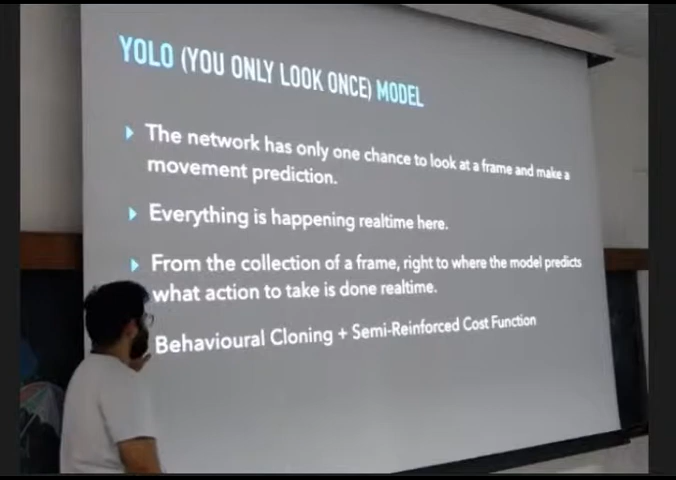 YOLO (YOU ONLY LOOK ONCE) MODEL
The network has only one chance to look at a frame and make a
movement prediction.
Everything is happening realtime here.
From the collection of a frame, right to where the model predicts
what action to take is done realtime.
Behavioural Cloning + Semi-Reinforced Cost Function